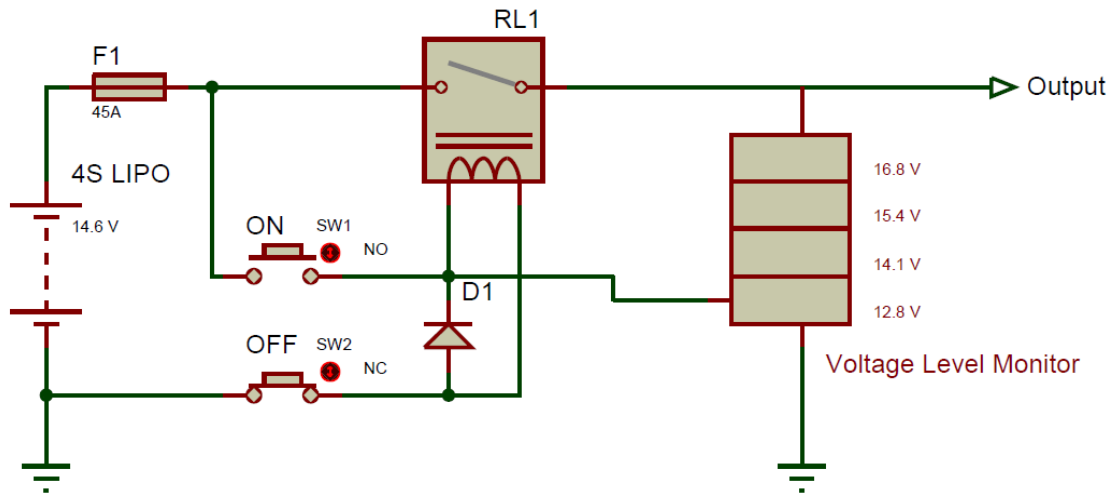 RL1
F1
45A
Output
4S LIPO
14.6 V
16.8 V
15.4 V
14.1 V
12.8 V
ON
SW1
NO
D1
OFF
SW2
NC
Voltage Level Monitor